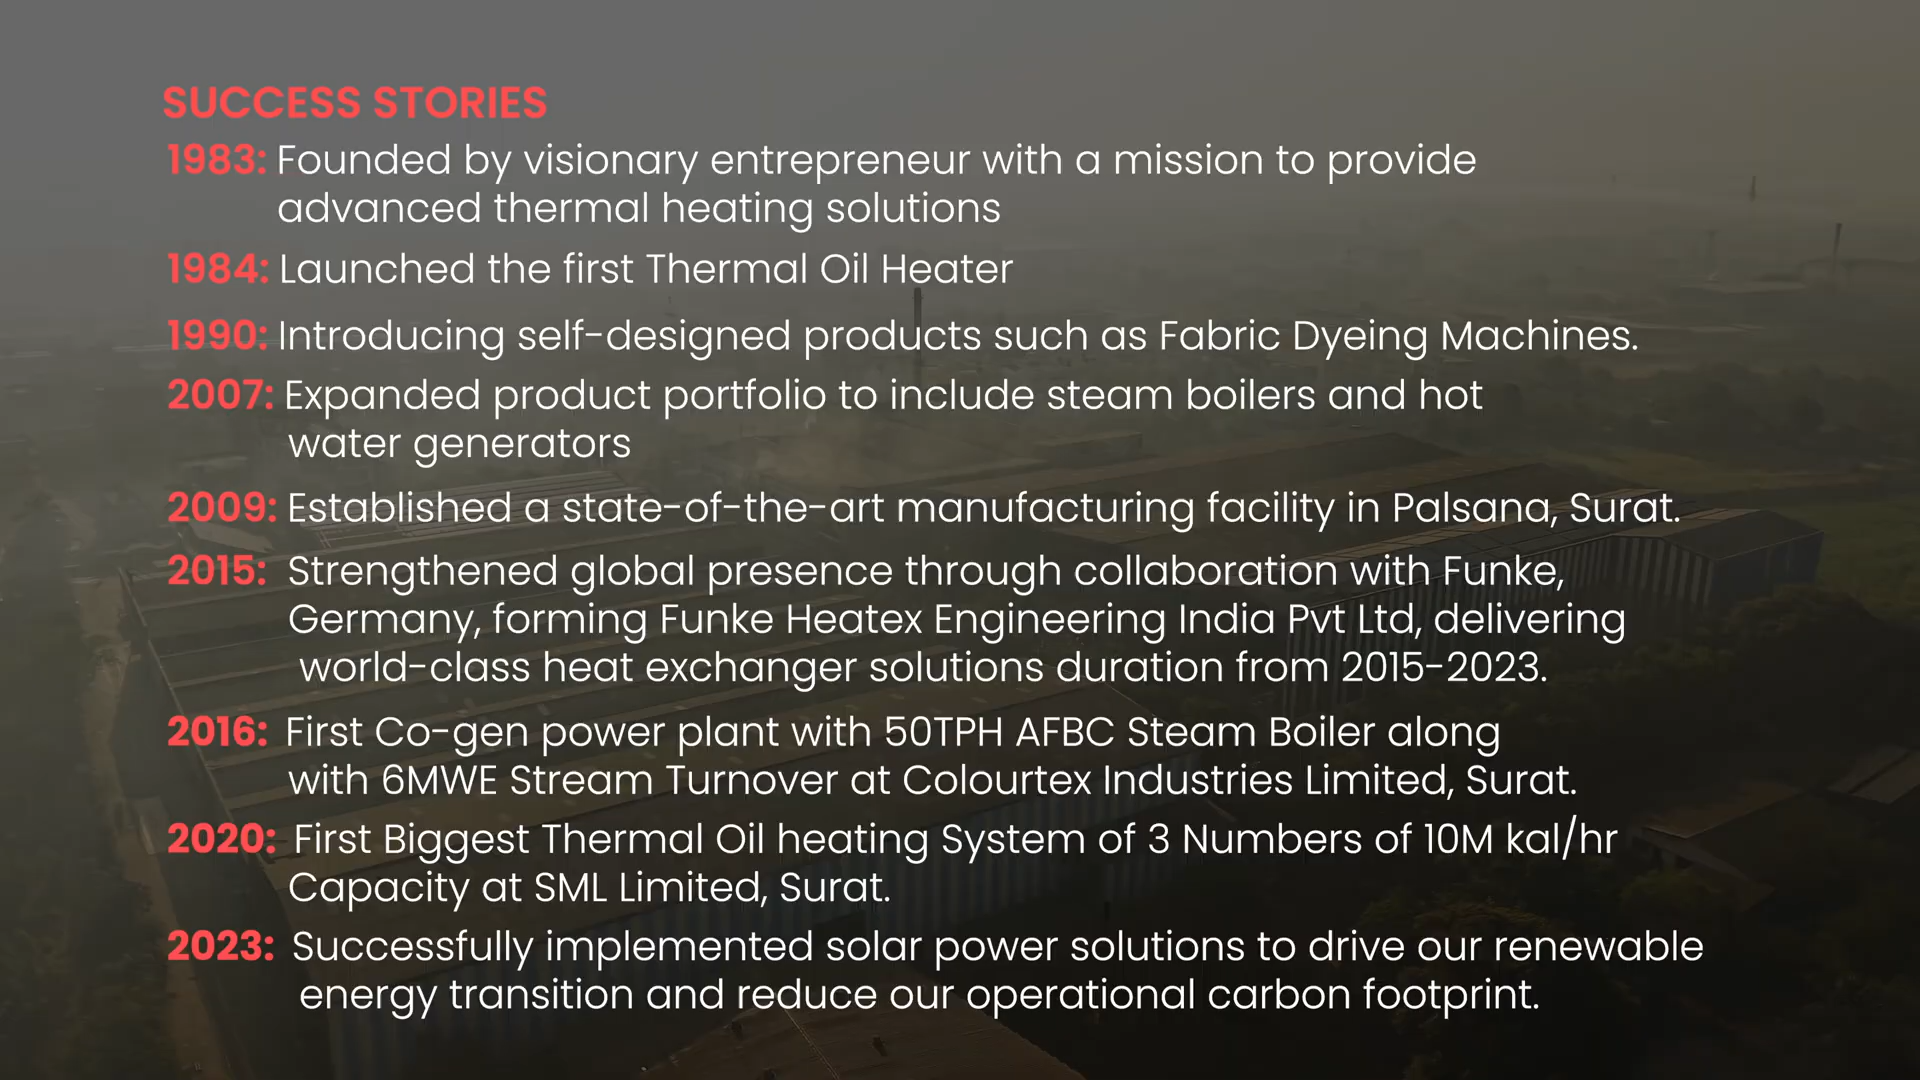 SUCCESS STORIES
1983: Founded by visionary entrepreneur with a mission to provide
advanced thermal heating solutions
1984: Launched the first Thermal Oil Heater
1990: Introducing self-designed products such as Fabric Dyeing Machines.
2007: Expanded product portfolio to include steam boilers and hot
water generators
2009: Established a state-of-the-art manufacturing facility in Palsana, Surat.
2015: Strengthened global presence through collaboration with Funke,
Germany, forming Funke Heatex Engineering India Pvt Ltd, delivering
world-class heat exchanger solutions duration from 2015-2023.
2016: First Co-gen power plant with 50TPH AFBC Steam Boiler along
with 6MWE Stream Turnover at Colourtex Industries Limited, Surat.
2020: First Biggest Thermal Oil heating System of 3 Numbers of 10M kal/hr
Capacity at SML Limited, Surat.
2023: Successfully implemented solar power solutions to drive our renewable
energy transition and reduce our operational carbon footprint.